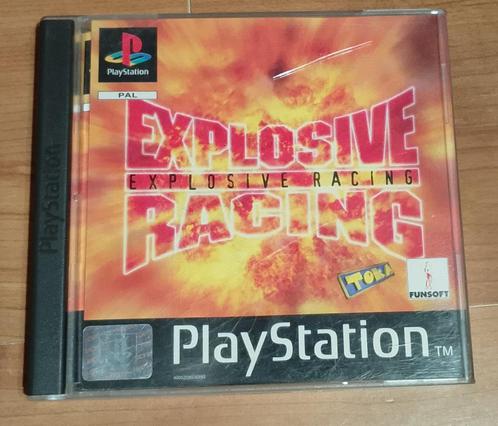 PlayStation
PlayStation
PAL
EXPLOSIVE
EXPLOSIVE RACING
RACING
TOKA
FUNSOFT
PlayStation TM